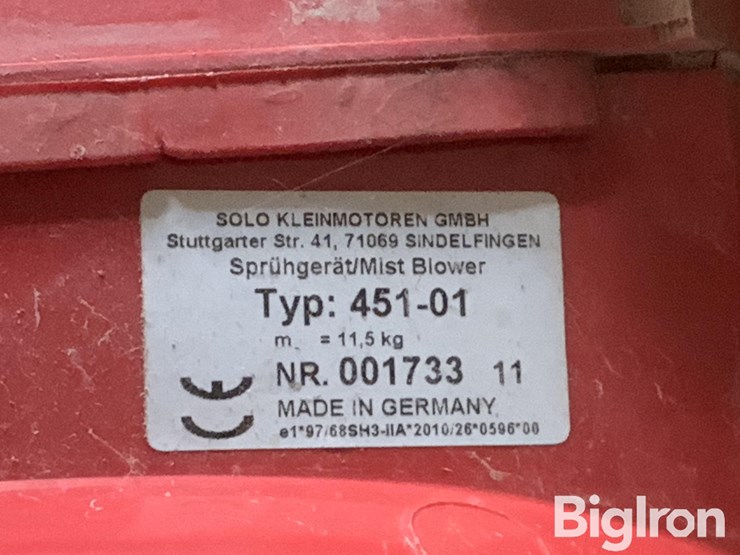 SOLO KLEINMOTOREN GMBH
Stuttgarter Str. 41, 71069 SINDELFINGEN
Sprühgerät/Mist Blower
Typ: 451-01
m = 11,5 kg
NR. 001733 11
CE
MADE IN GERMANY
e1*97/68SH3-IIA*2010/26*0596*00
BigIron